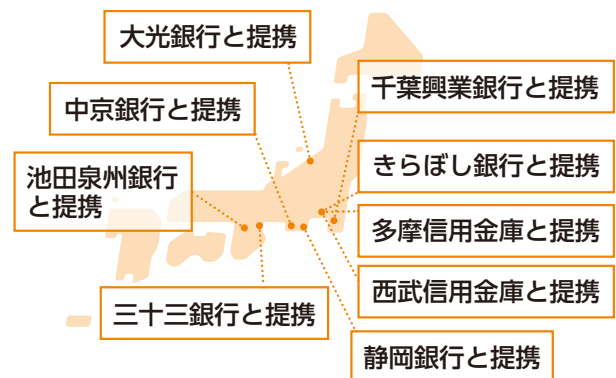 大光銀行と提携
中京銀行と提携
池田泉州銀行
と提携
三十三銀行と提携
千葉興業銀行と提携
きらぼし銀行と提携
多摩信用金庫と提携
西武信用金庫と提携
静岡銀行と提携